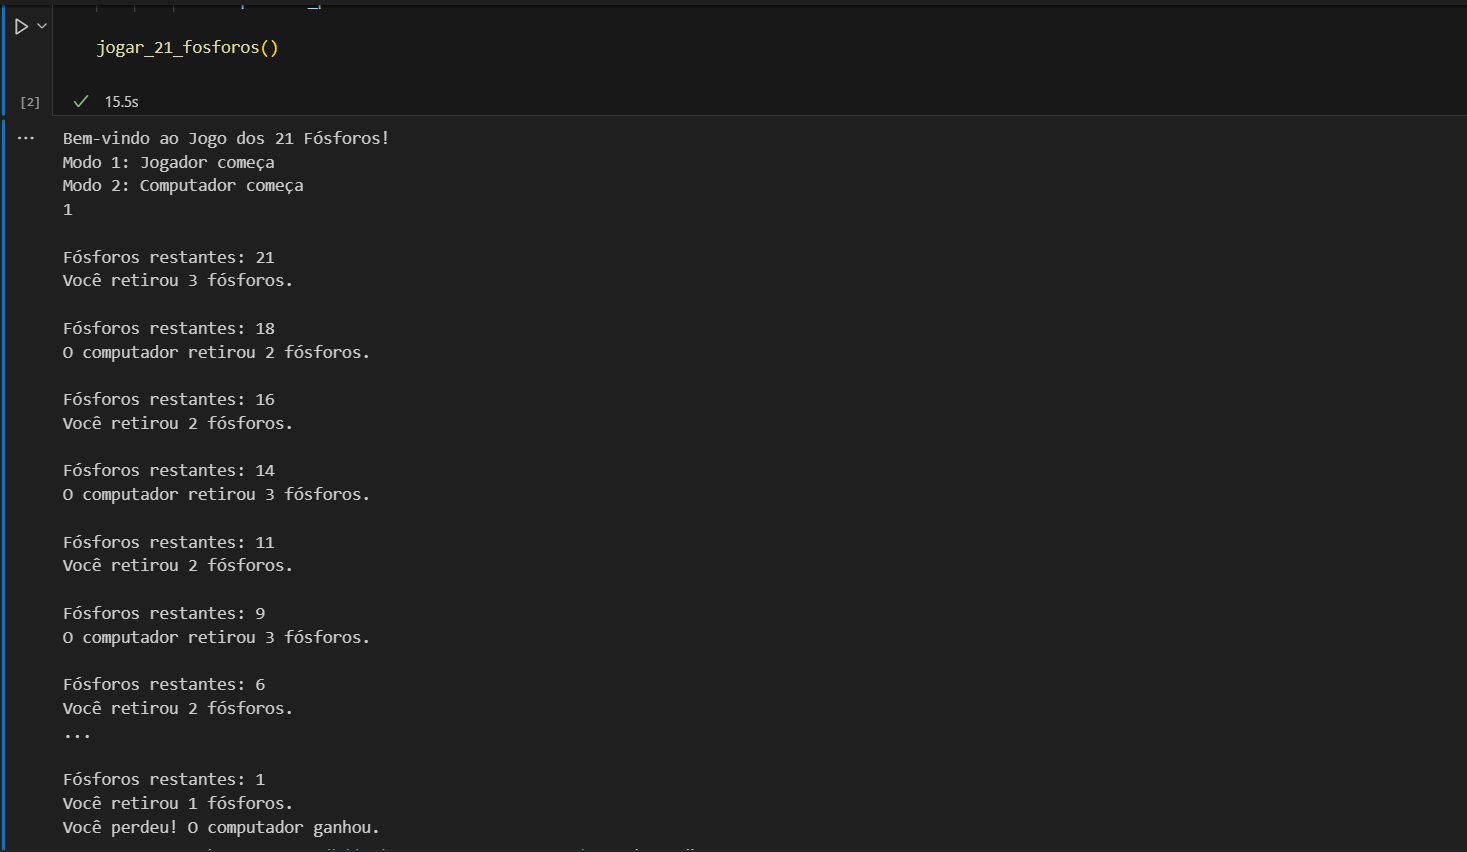 jogar_21_fosforos()
[2]
15.5s
...
Bem-vindo ao Jogo dos 21 Fósforos!
Modo 1: Jogador começa
Modo 2: Computador começa
1
Fósforos restantes: 21
Você retirou 3 fósforos.
Fósforos restantes: 18
O computador retirou 2 fósforos.
Fósforos restantes: 16
Você retirou 2 fósforos.
Fósforos restantes: 14
O computador retirou 3 fósforos.
Fósforos restantes: 11
Você retirou 2 fósforos.
Fósforos restantes: 9
O computador retirou 3 fósforos.
Fósforos restantes: 6
Você retirou 2 fósforos.
...
Fósforos restantes: 1
Você retirou 1 fósforos.
Você perdeu! O computador ganhou.